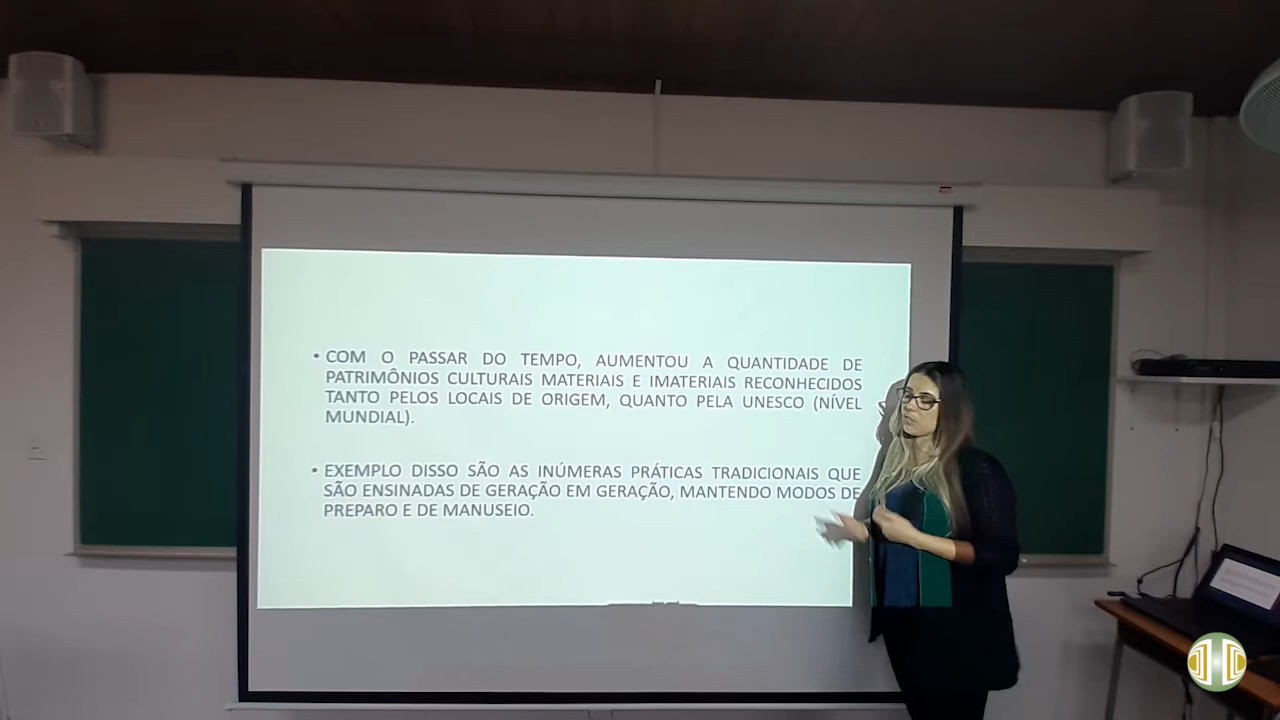 • COM O PASSAR DO TEMPO, AUMENTOU A QUANTIDADE DE
PATRIMÔNIOS CULTURAIS MATERIAIS E IMATERIAIS RECONHECIDOS
TANTO PELOS LOCAIS DE ORIGEM, QUANTO PELA UNESCO (NÍVEL
MUNDIAL).
• EXEMPLO DISSO SÃO AS INÚMERAS PRÁTICAS TRADICIONAIS QUE
SÃO ENSINADAS DE GERAÇÃO EM GERAÇÃO, MANTENDO MODOS DE
PREPARO E DE MANUSEIO.